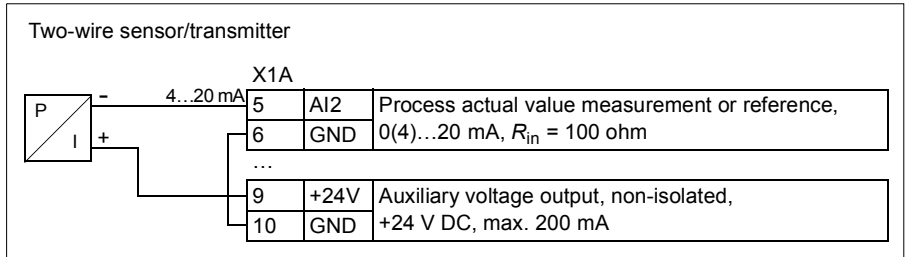 Two-wire sensor/transmitter
X1A
P
I
-
+
4…20 mA
5 AI2 Process actual value measurement or reference,
6 GND 0(4)…20 mA, Rin = 100 ohm
…
9 +24V Auxiliary voltage output, non-isolated,
10 GND +24 V DC, max. 200 mA